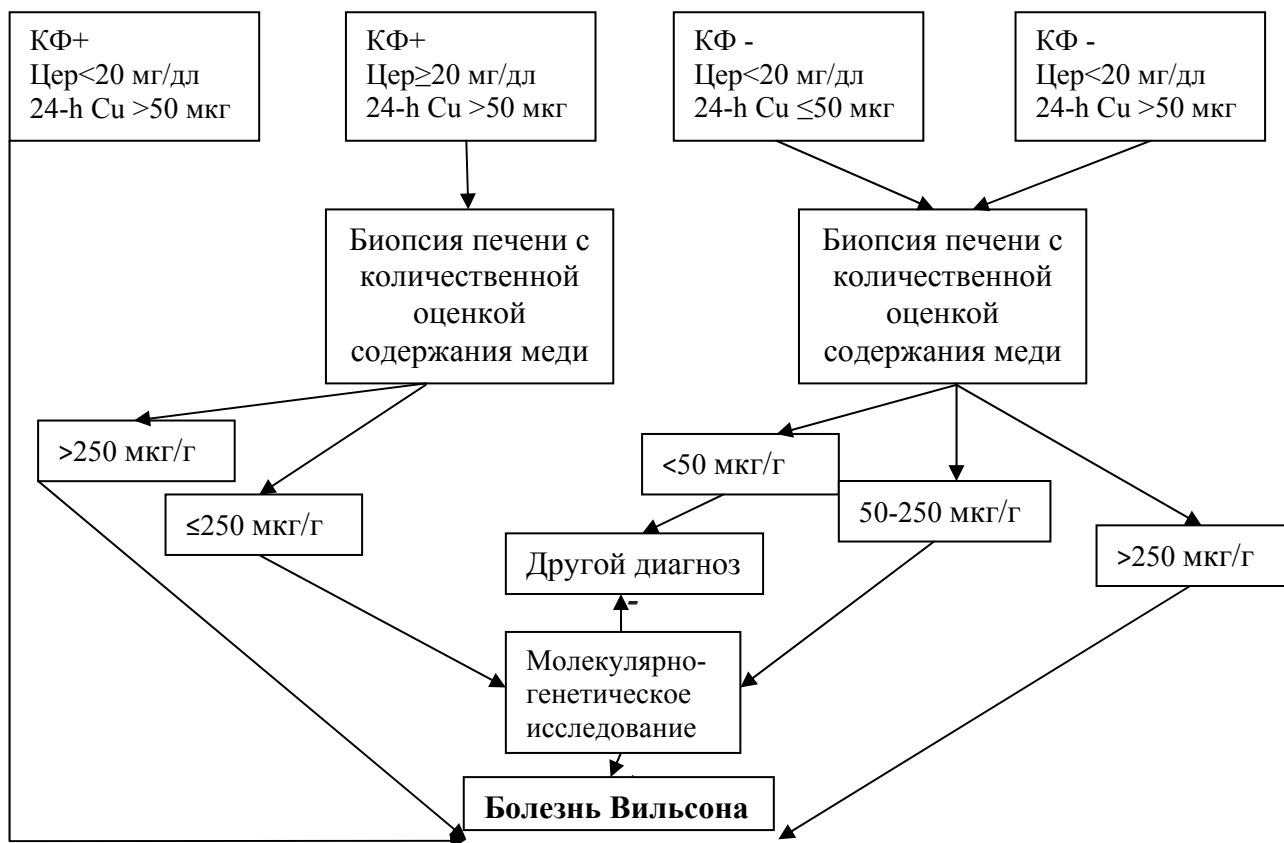 КФ+
Цер<20 мг/дл
24-h Cu >50 мкг
КФ+
Цер≥20 мг/дл
24-h Cu >50 мкг
КФ -
Цер<20 мг/дл
24-h Cu ≤50 мкг
КФ -
Цер<20 мг/дл
24-h Cu >50 мкг
Биопсия печени с
количественной
оценкой
содержания меди
Биопсия печени с
количественной
оценкой
содержания меди
>250 мкг/г
≤250 мкг/г
<50 мкг/г
50-250 мкг/г
>250 мкг/г
Другой диагноз
-
Молекулярно-
генетическое
исследование
Болезнь Вильсона